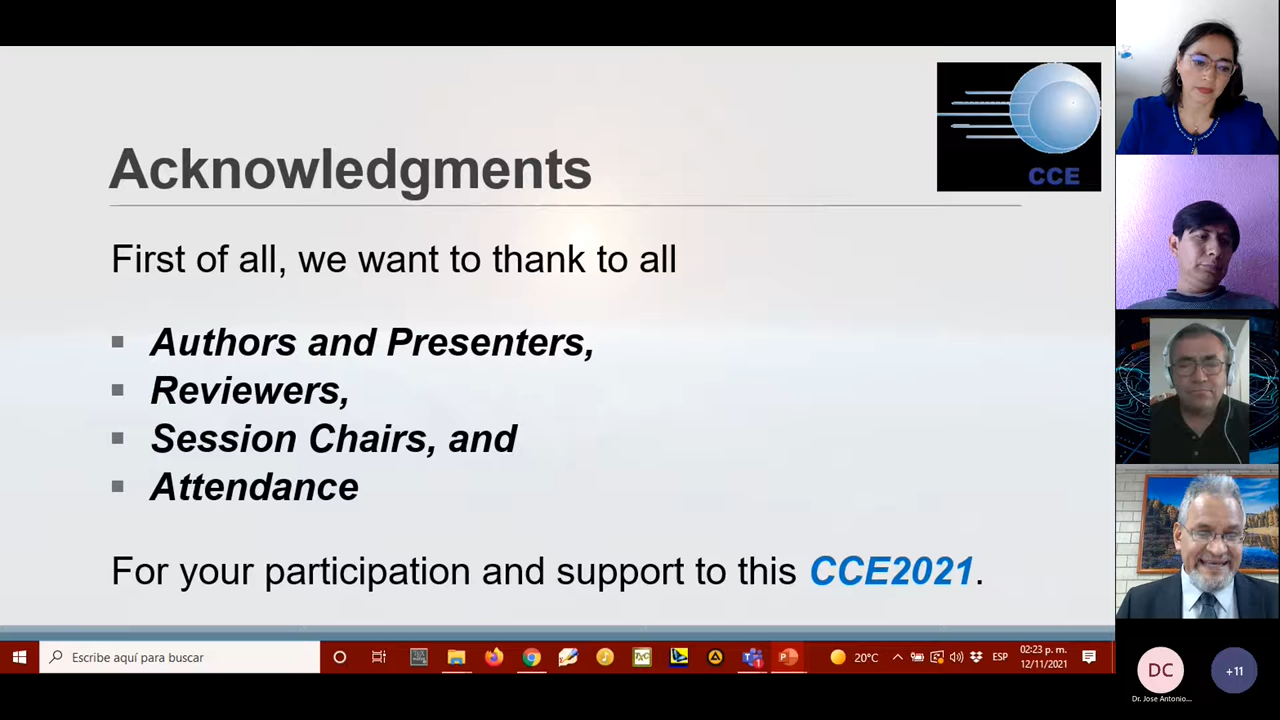 CCE
Acknowledgments
First of all, we want to thank to all
Authors and Presenters,
Reviewers,
Session Chairs, and
Attendance
For your participation and support to this CCE2021.
Escribe aquí para buscar
20°C
ESP
02:23 p. m.
12/11/2021
DC
+11
Dr. Jose Antonio...